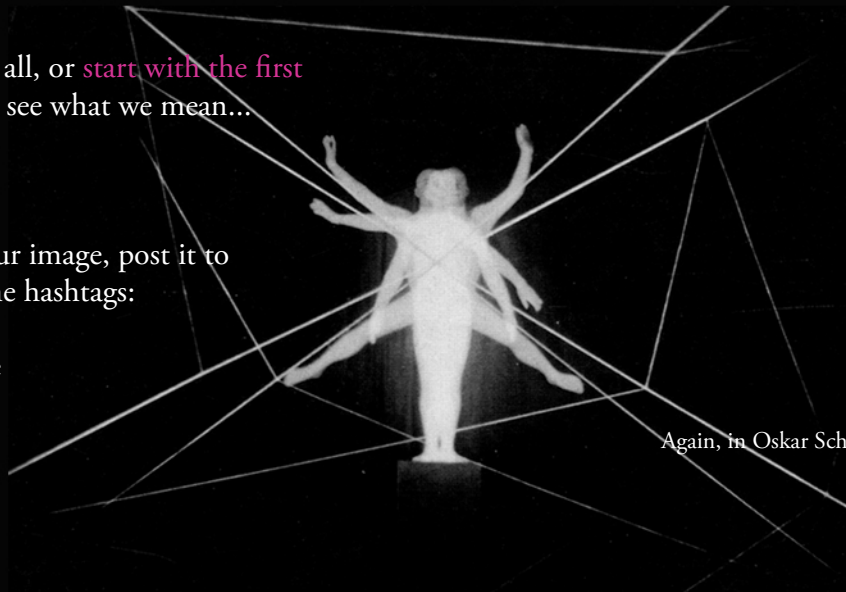 all, or start with the first
see what we mean...
ur image, post it to
hashtags:
Again, in Oskar Sch